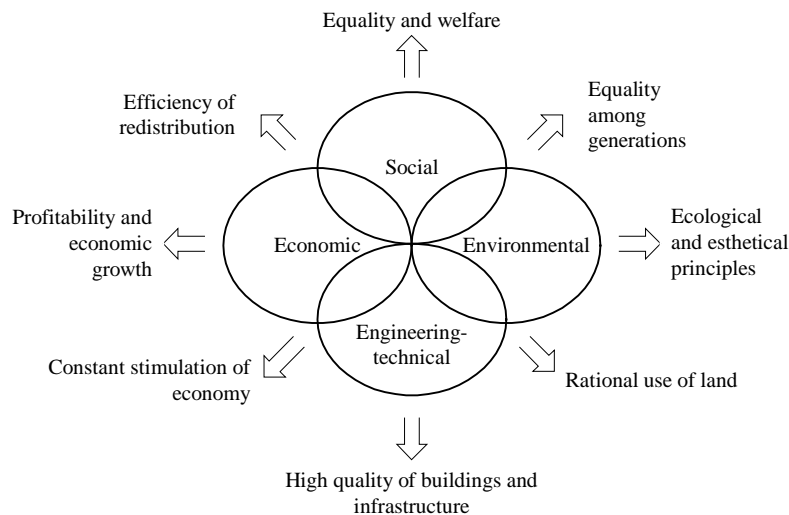 Equality and welfare
Efficiency of
redistribution
Equality
among
generations
Social
Profitability and
economic
growth
Economic
Environmental
Ecological
and esthetical
principles
Engineering-
technical
Constant stimulation of
economy
Rational use of land
High quality of buildings and
infrastructure